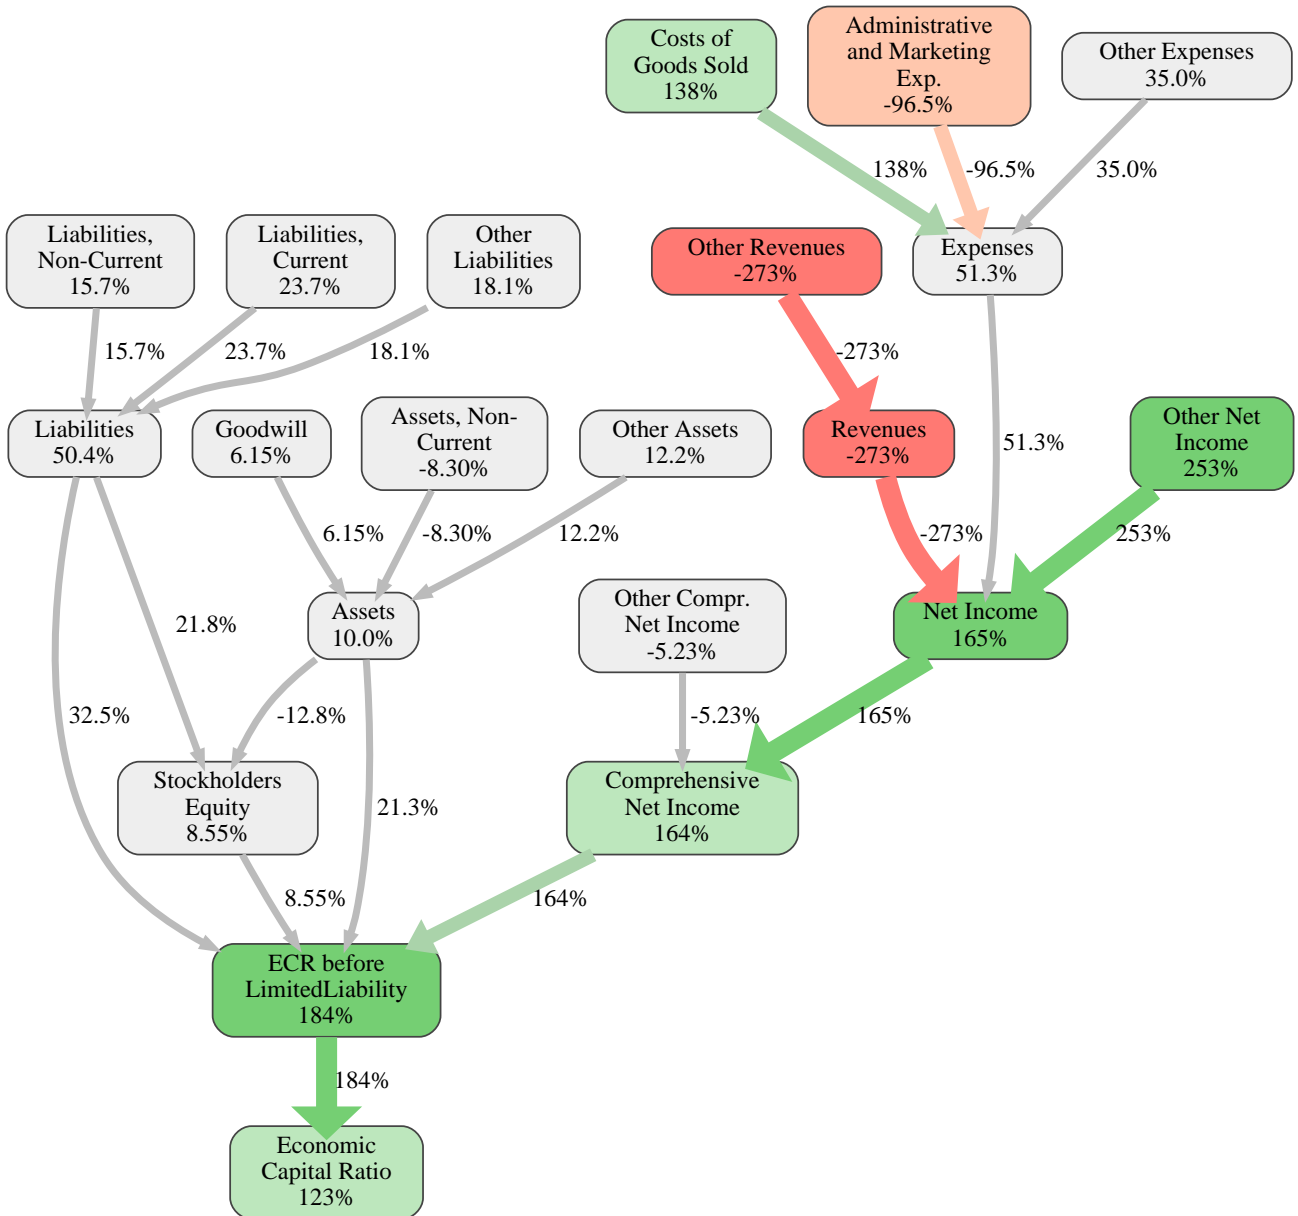 Costs of
Goods Sold
138%
Administrative
and Marketing
Exp.
-96.5%
Other Expenses
35.0%
138%
-96.5%
35.0%
Liabilities,
Non-Current
15.7%
Liabilities,
Current
23.7%
Other
Liabilities
18.1%
Other Revenues
-273%
Expenses
51.3%
15.7%
23.7%
18.1%
-273%
Liabilities
50.4%
Goodwill
6.15%
Assets, Non-
Current
-8.30%
Other Assets
12.2%
Revenues
-273%
51.3%
Other Net
Income
253%
6.15%
-8.30%
12.2%
-273%
253%
21.8%
Assets
10.0%
Other Compr.
Net Income
-5.23%
Net Income
165%
32.5%
-12.8%
-5.23%
165%
Stockholders
Equity
8.55%
21.3%
Comprehensive
Net Income
164%
8.55%
164%
ECR before
LimitedLiability
184%
184%
Economic
Capital Ratio
123%